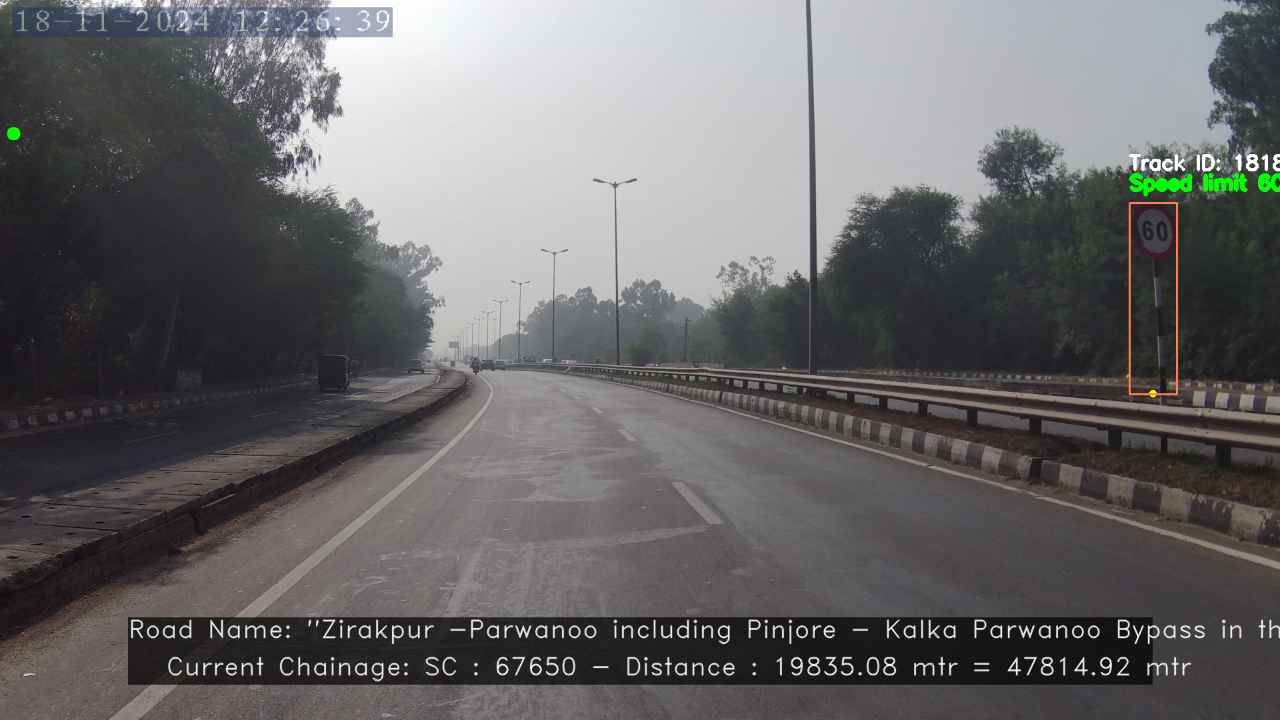 18-11-2024 12:26:39
Track ID: 1818
Speed limit 60
60
Road Name: "Zirakpur -Parwanoo including Pinjore - Kalka Parwanoo Bypass in th
Current Chainage: SC : 67650 - Distance : 19835.08 mtr = 47814.92 mtr